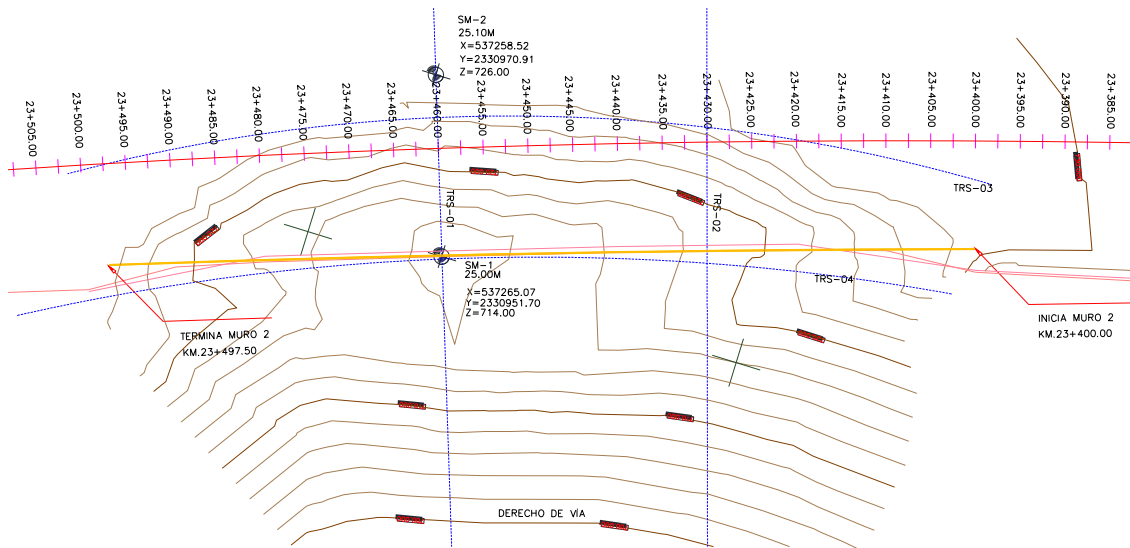 SM-2
25.10M
X=537258.52
Y=2330970.91
Z=726.00
23+505.00
23+500.00
23+495.00
23+490.00
23+485.00
23+480.00
23+475.00
23+470.00
23+465.00
23+460.00
23+455.00
23+450.00
23+445.00
23+440.00
23+435.00
23+430.00
23+425.00
23+420.00
23+415.00
23+410.00
23+405.00
23+400.00
23+395.00
23+390.00
23+385.00
TRS-03
TRS-01
TRS-02
SM-1
25.00M
X=537265.07
Y=2330951.70
Z=714.00
TRS-04
TERMINA MURO 2
KM.23+497.50
INICIA MURO 2
KM.23+400.00
DERECHO DE VÍA